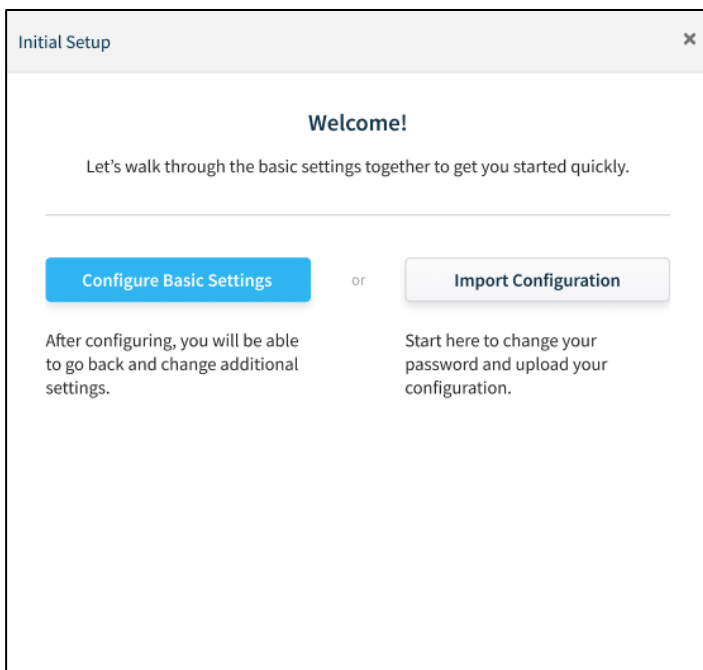 Initial Setup
Welcome!
Let’s walk through the basic settings together to get you started quickly.
Configure Basic Settings
or
Import Configuration
After configuring, you will be able
to go back and change additional
settings.
Start here to change your
password and upload your
configuration.